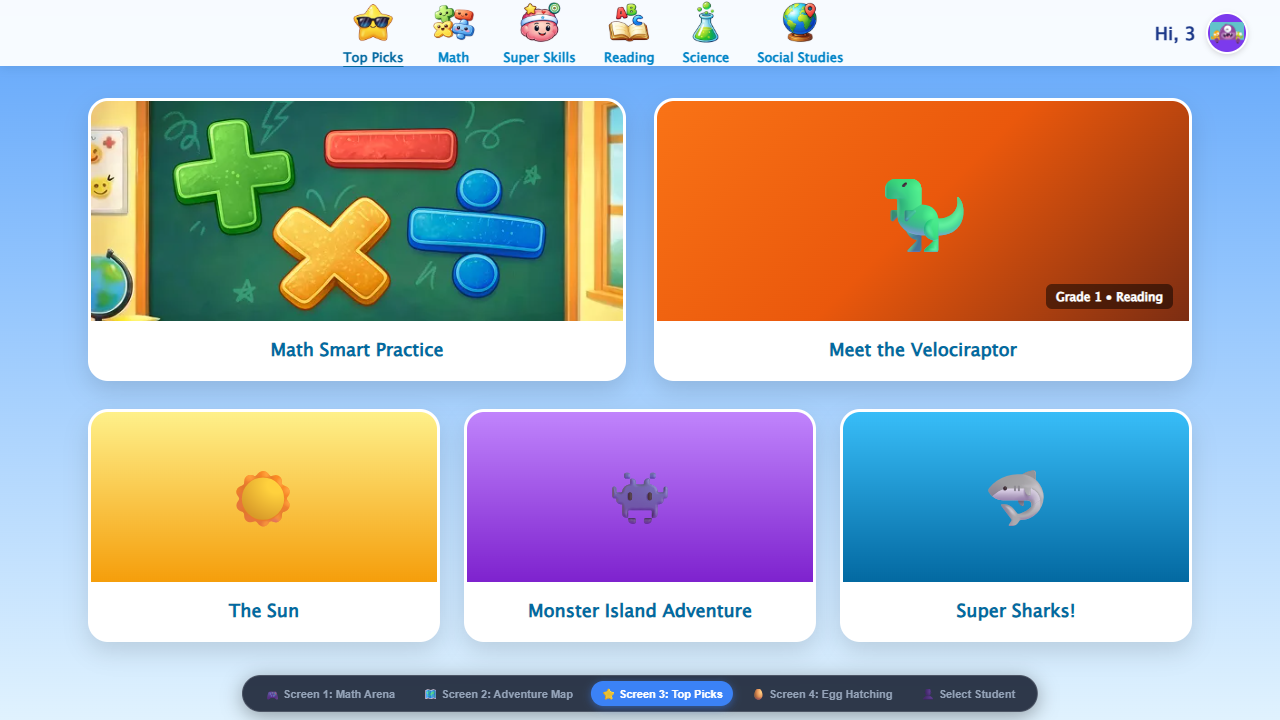 Top Picks
Math
Super Skills
ABC
Reading
Science
Social Studies
Hi, 3
Grade 1 • Reading
Math Smart Practice
Meet the Velociraptor
The Sun
Monster Island Adventure
Super Sharks!
Screen 1: Math Arena
Screen 2: Adventure Map
Screen 3: Top Picks
Screen 4: Egg Hatching
Select Student